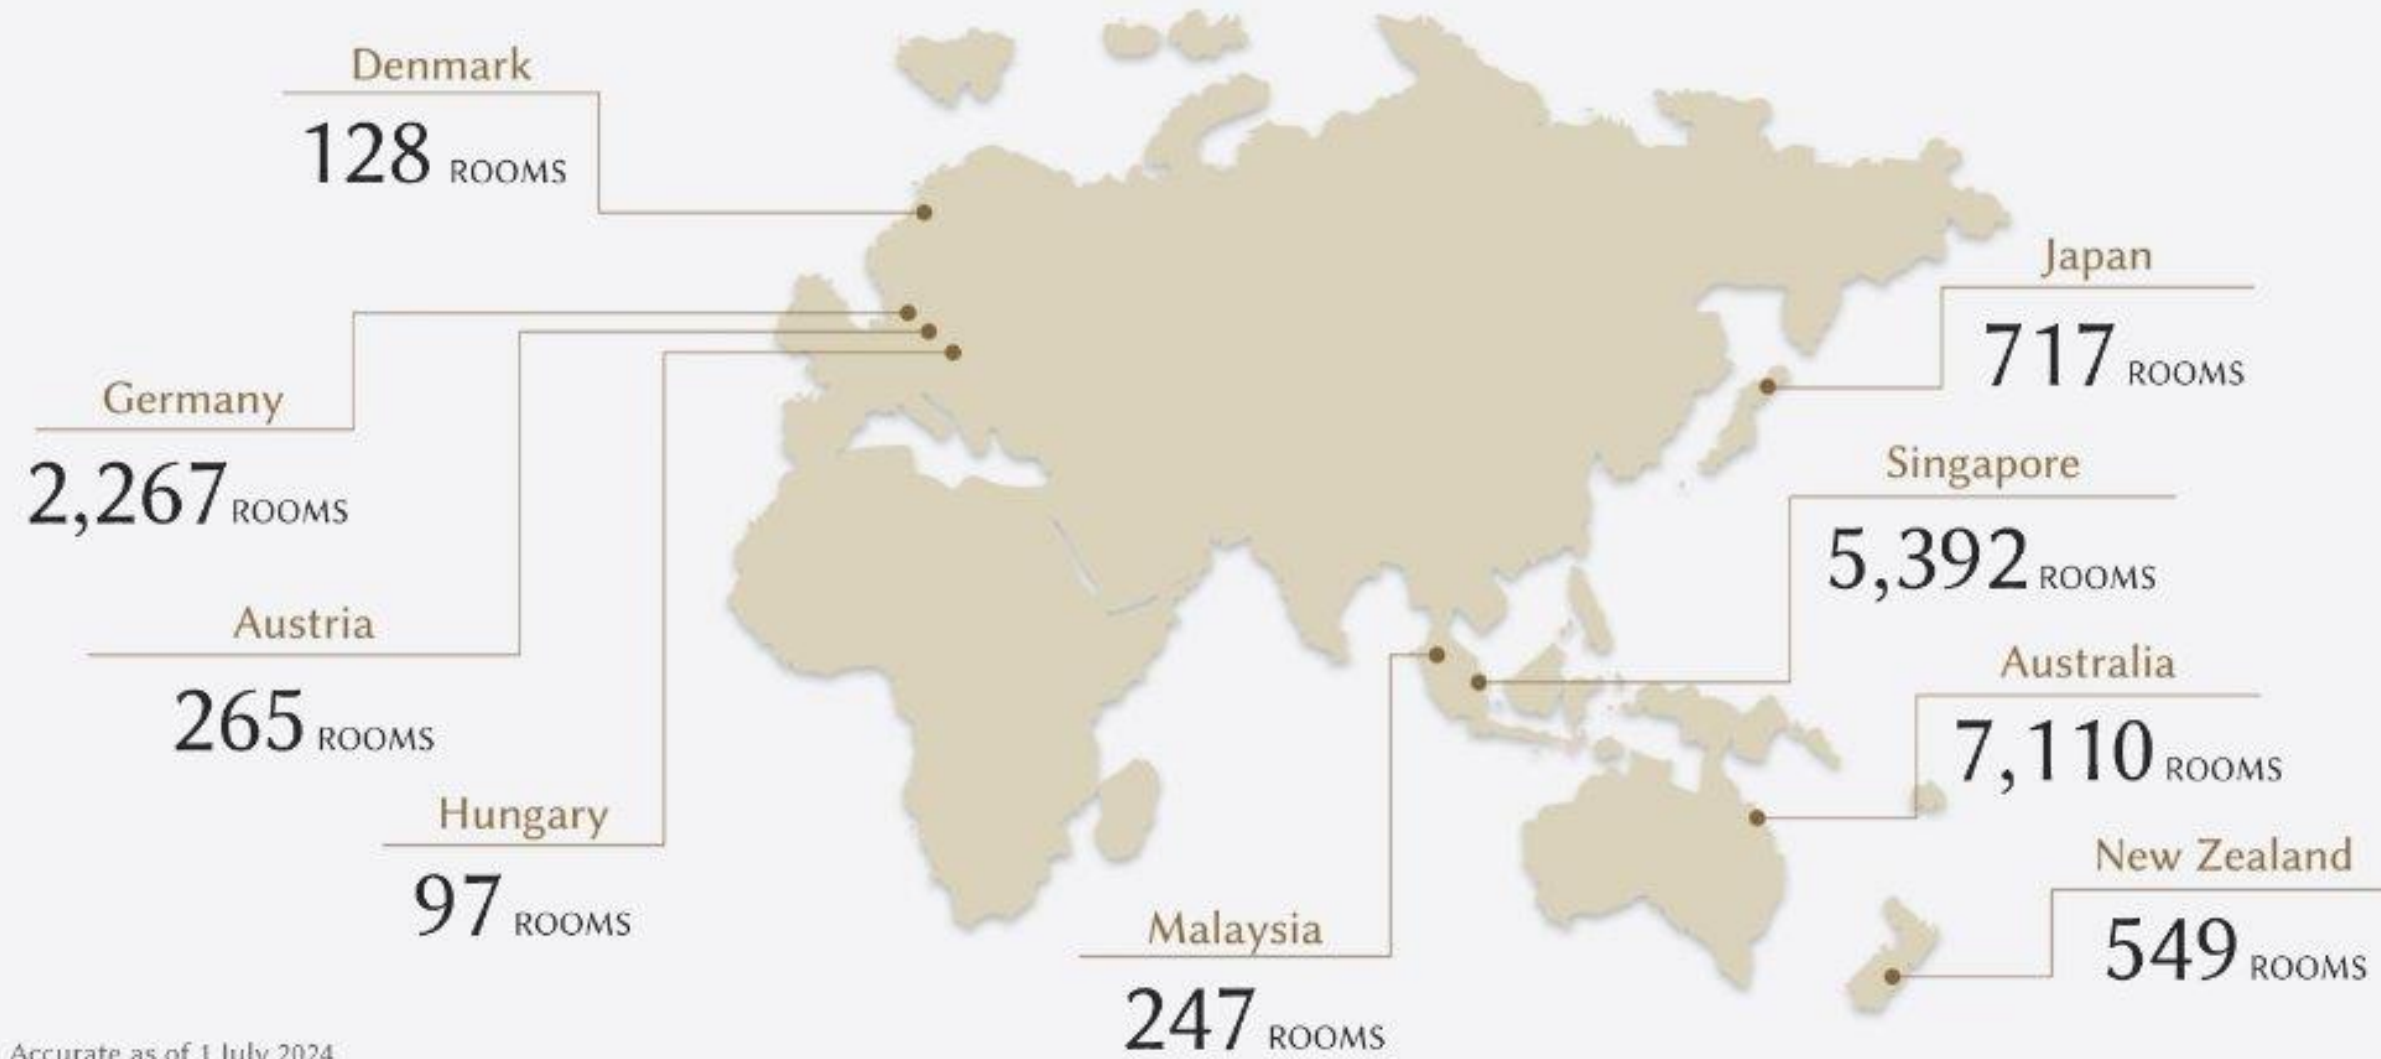 Denmark
128 ROOMS
Germany
2,267 ROOMS
Austria
265 ROOMS
Hungary
97 ROOMS
Malaysia
247 ROOMS
Japan
717 ROOMS
Singapore
5,392 ROOMS
Australia
7,110 ROOMS
New Zealand
549 ROOMS
Accurate as of 1 July 2024